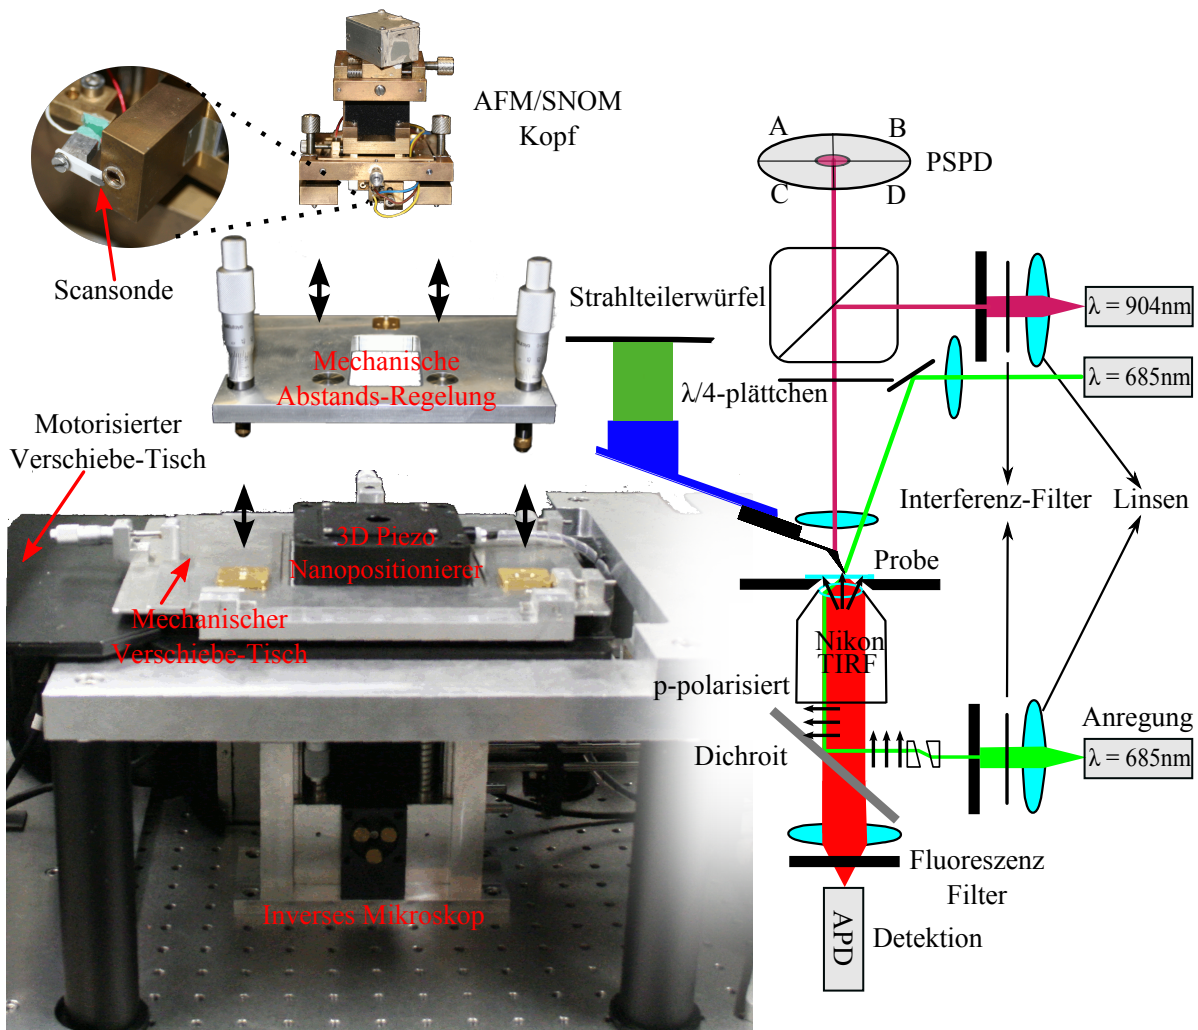 AFM/SNOM
Kopf
Scansonde
Mechanische
Abstands-Regelung
Motorisierter
Verschiebe-Tisch
3D Piezo
Nanopositionierer
Mechanischer
Verschiebe-Tisch
Inverses Mikroskop
A
B
PSPD
C
D
Strahlteilerwürfel
λ = 904nm
λ = 685nm
λ/4-plättchen
Interferenz-Filter
Linsen
Probe
Nikon
TIRF
p-polarisiert
Dichroit
Anregung
λ = 685nm
Fluoreszenz
Filter
APD
Detektion